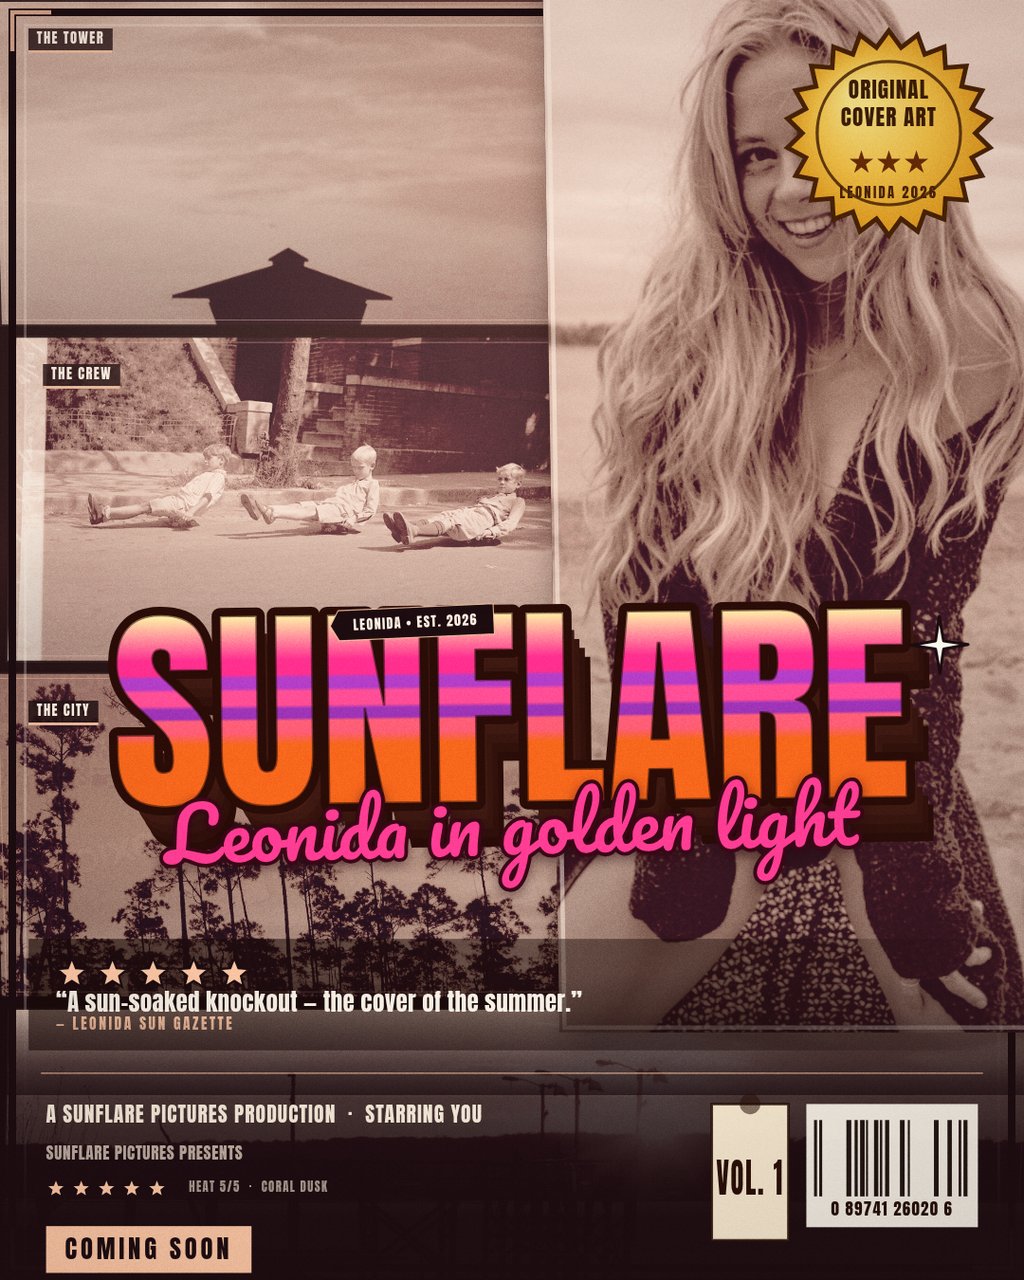 THE TOWER
ORIGINAL
COVER ART
★★★
LEONIDA 2026
THE CREW
LEONIDA • EST. 2026
SUNFLARE
Leonida in golden light
THE CITY
★ ★ ★ ★ ★
“A sun-soaked knockout – the cover of the summer.”
– LEONIDA SUN GAZETTE
A SUNFLARE PICTURES PRODUCTION · STARRING YOU
SUNFLARE PICTURES PRESENTS
★ ★ ★ ★ ★ HEAT 5/5 · CORAL DUSK
VOL. 1
0 89741 26020 6
COMING SOON